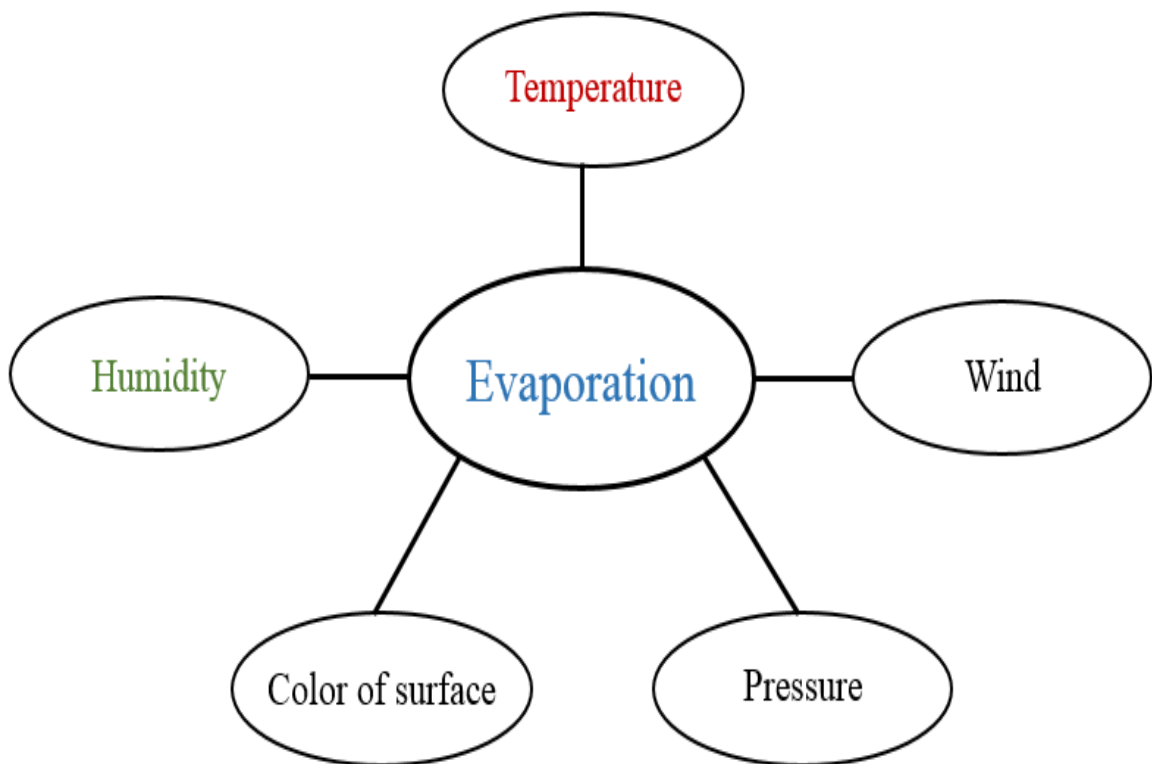 Temperature
Humidity
Evaporation
Wind
Color of surface
Pressure